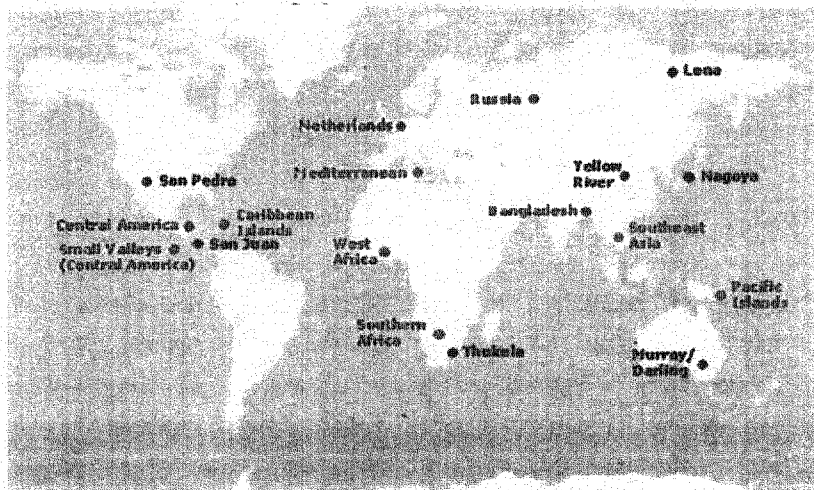 Lena
Russia
Netherlands
Mediterranean
San Pedro
Yellow
River
Nagoya
Central America
Caribbean
Islands
Bangladesh
Southeast
Asia
San Juan
Small Valleys
(Central America)
West
Africa
Pacific
Islands
Southern
Africa
Thukela
Murray/
Darling